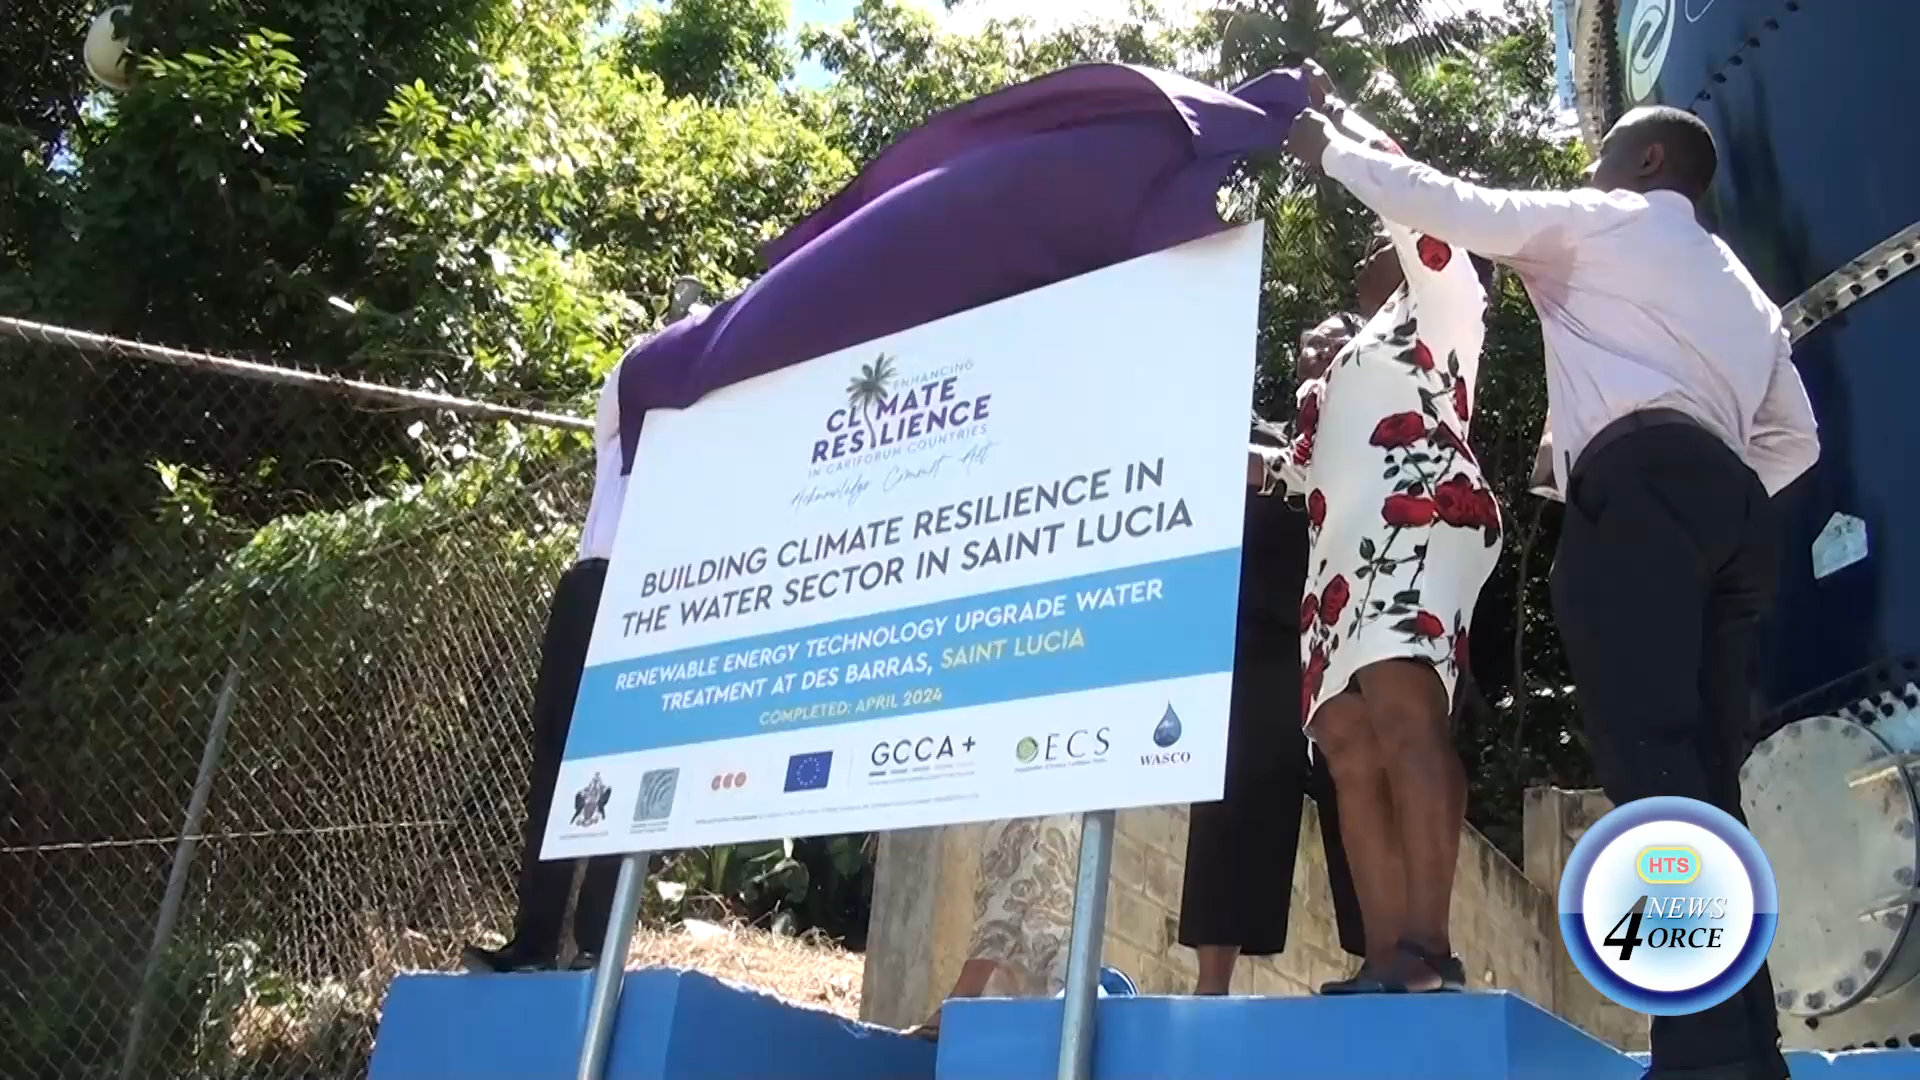 ENHANCING
CLIMATE
RESILIENCE
IN CARIFORUM COUNTRIES
Acknowledge Commit Act
BUILDING CLIMATE RESILIENCE IN
THE WATER SECTOR IN SAINT LUCIA
RENEWABLE ENERGY TECHNOLOGY UPGRADE WATER
TREATMENT AT DES BARRAS, SAINT LUCIA
COMPLETED: APRIL 2024
GCCA+
OECS
WASCO
HTS
NEWS
4ORCE